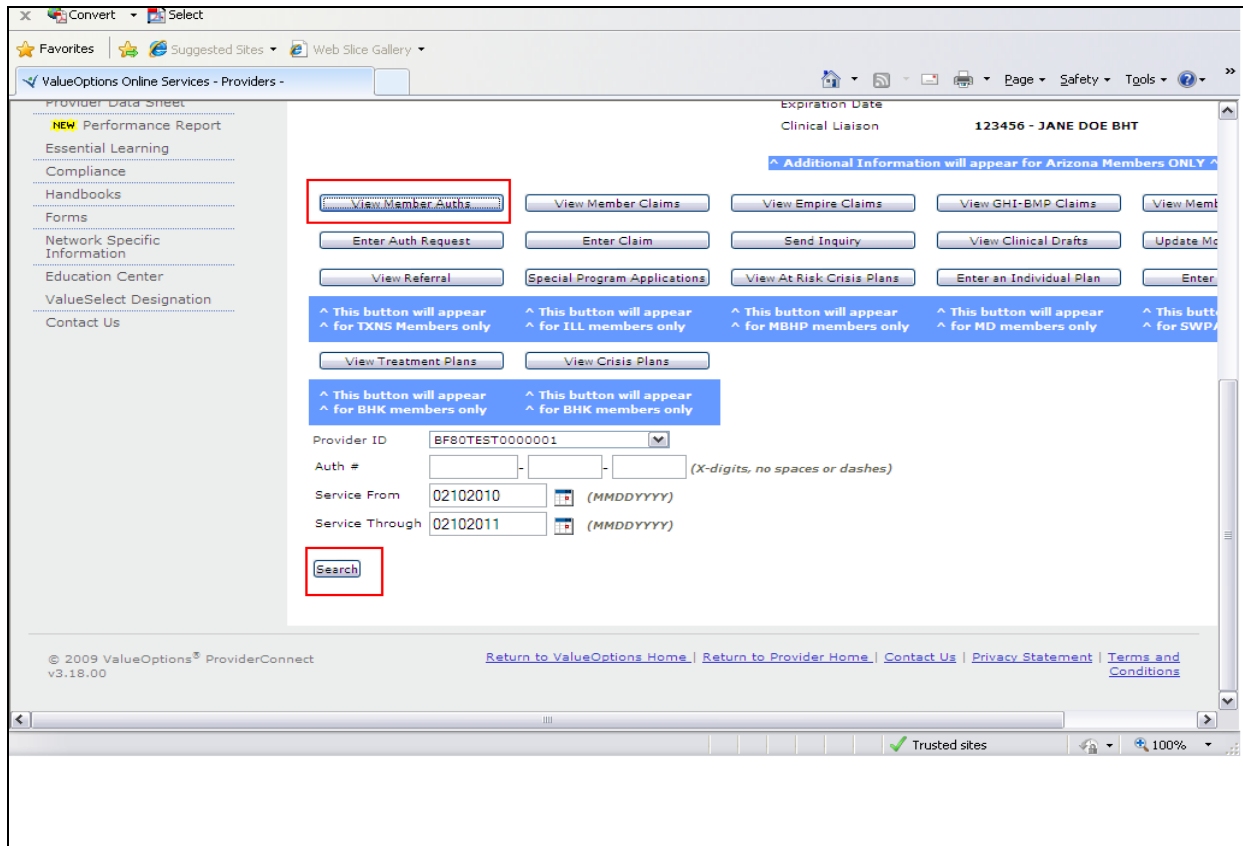 Convert Select
Favorites Suggested Sites Web Slice Gallery
ValueOptions Online Services - Providers - Page Safety Tools
Provider Data Sheet
NEW Performance Report
Essential Learning
Compliance
Handbooks
Forms
Network Specific
Information
Education Center
ValueSelect Designation
Contact Us
Expiration Date
Clinical Liaison 123456 - JANE DOE BHT
^ Additional Information will appear for Arizona Members ONLY ^
View Member Auths View Member Claims View Empire Claims View GHI-BMP Claims View Memb
Enter Auth Request Enter Claim Send Inquiry View Clinical Drafts Update Mo
View Referral Special Program Applications View At Risk Crisis Plans Enter an Individual Plan Enter
^ This button will appear ^ This button will appear ^ This button will appear ^ This button will appear ^ This butt
^ for TXNS Members only ^ for ILL members only ^ for MBHP members only ^ for MD members only ^ for SWPA
View Treatment Plans View Crisis Plans
^ This button will appear ^ This button will appear
^ for BHK members only ^ for BHK members only
Provider ID BF80TEST0000001
Auth # - - (X-digits, no spaces or dashes)
Service From 02102010 (MMDDYYYY)
Service Through 02102011 (MMDDYYYY)
Search
© 2009 ValueOptions® ProviderConnect
v3.18.00
Return to ValueOptions Home | Return to Provider Home | Contact Us | Privacy Statement | Terms and
Conditions
Trusted sites 100%